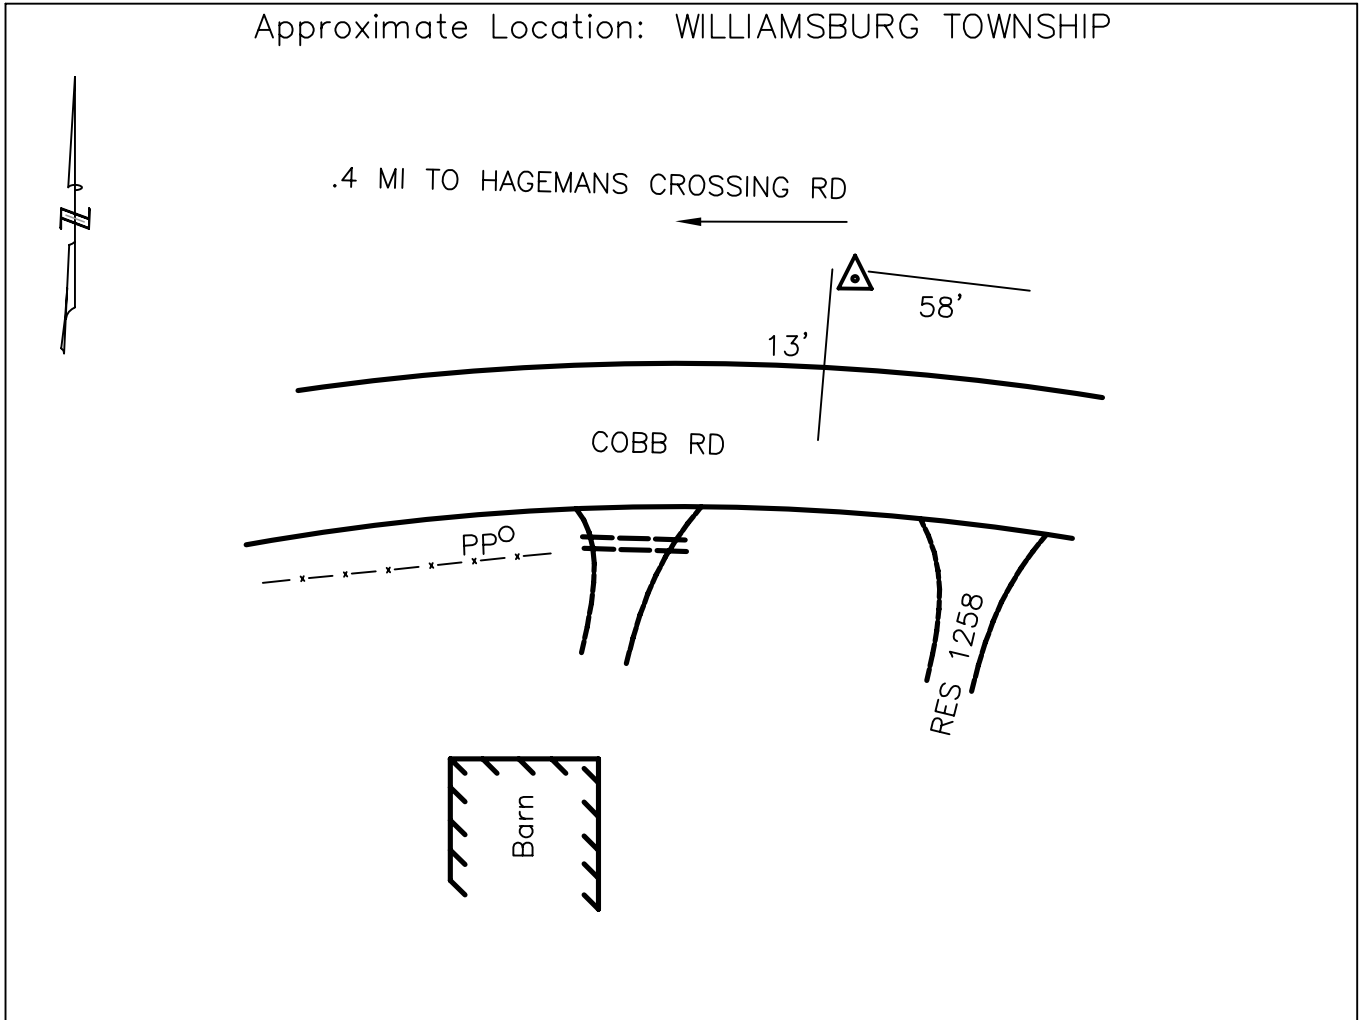 Approximate Location: WILLIAMSBURG TOWNSHIP
N
.4 MI TO HAGEMANS CROSSING RD
58'
13'
COBB RD
PP
RES 1258
Barn